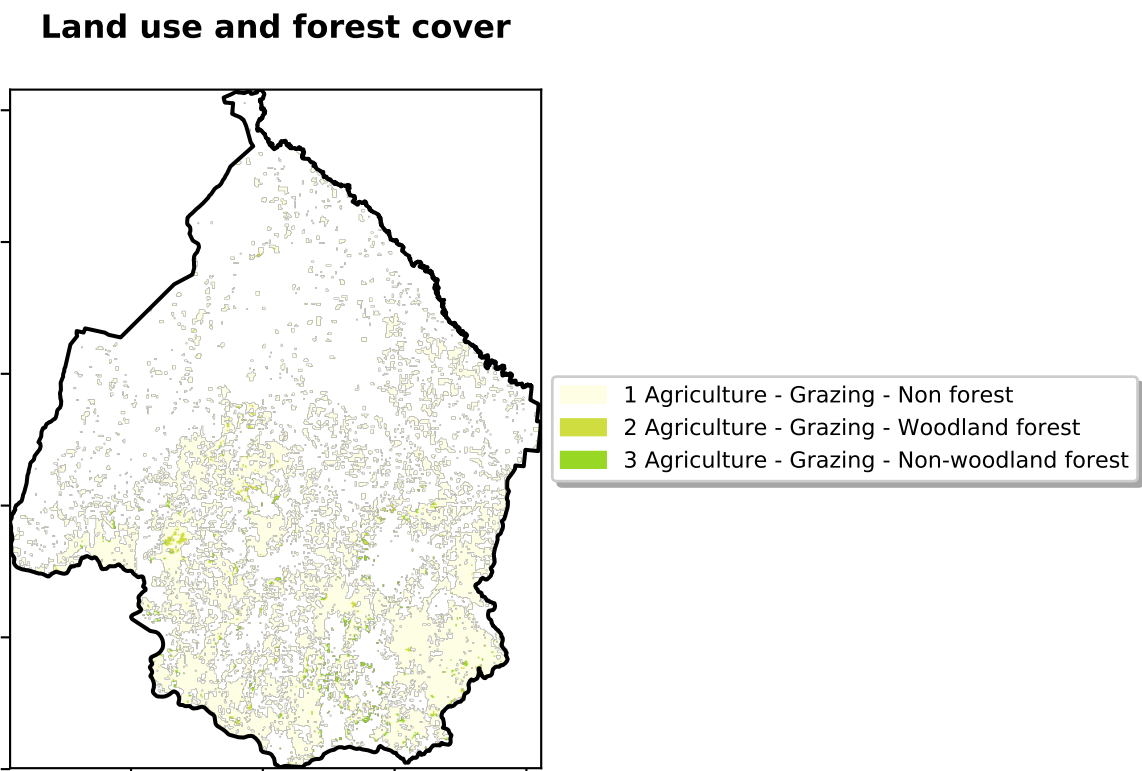 Land use and forest cover
1 Agriculture - Grazing - Non forest
2 Agriculture - Grazing - Woodland forest
3 Agriculture - Grazing - Non-woodland forest